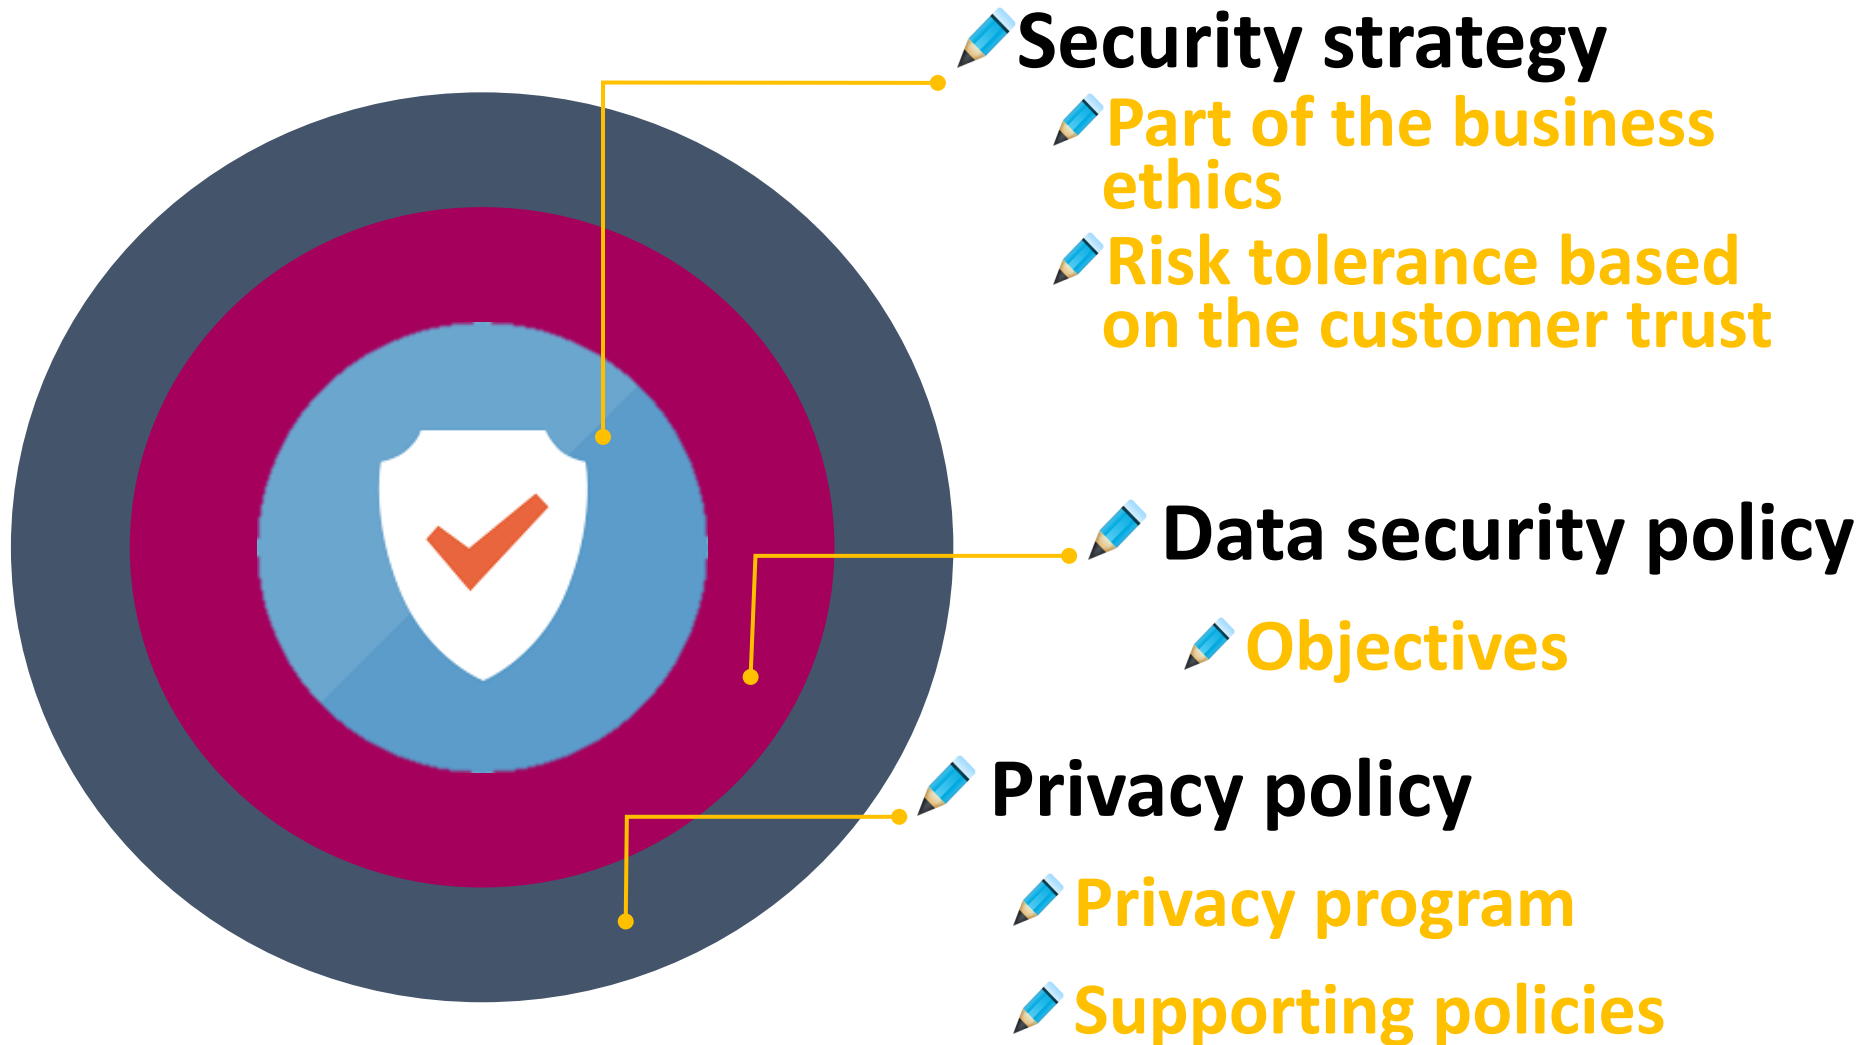 Security strategy
Part of the business
ethics
Risk tolerance based
on the customer trust
Data security policy
Objectives
Privacy policy
Privacy program
Supporting policies